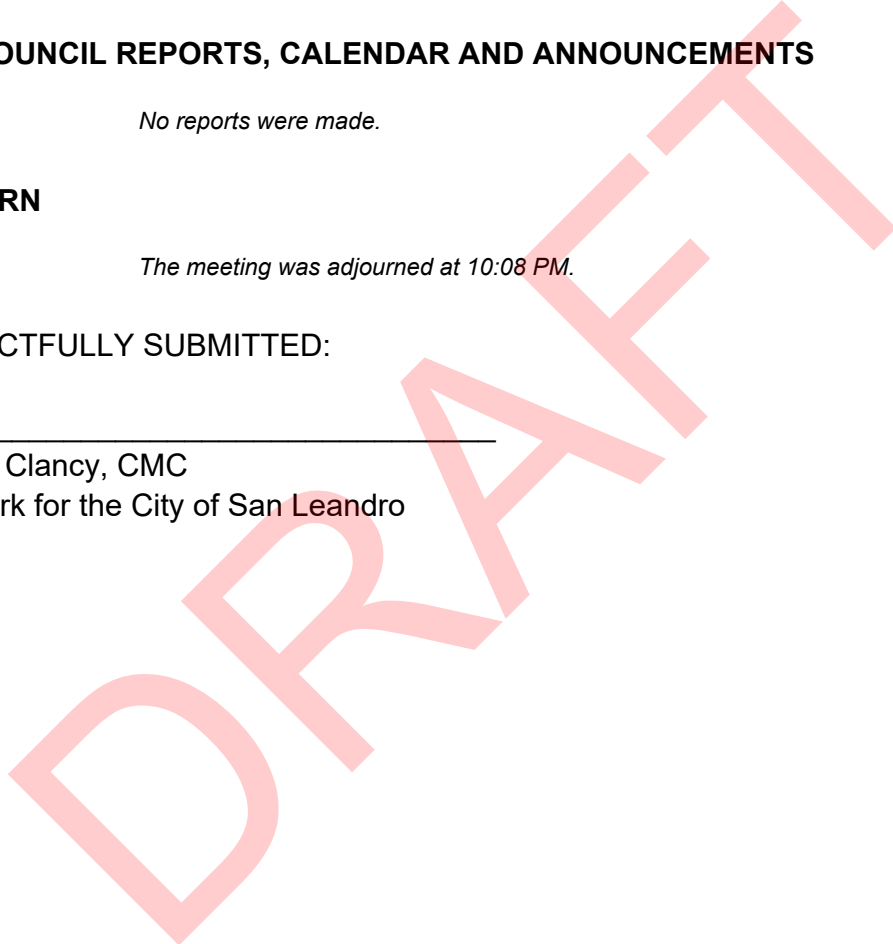 OUNCIL REPORTS, CALENDAR AND ANNOUNCEMENTS
No reports were made.
RN
The meeting was adjourned at 10:08 PM.
CTFULLY SUBMITTED:
______________________________
Clancy, CMC
rk for the City of San Leandro
DRAFT